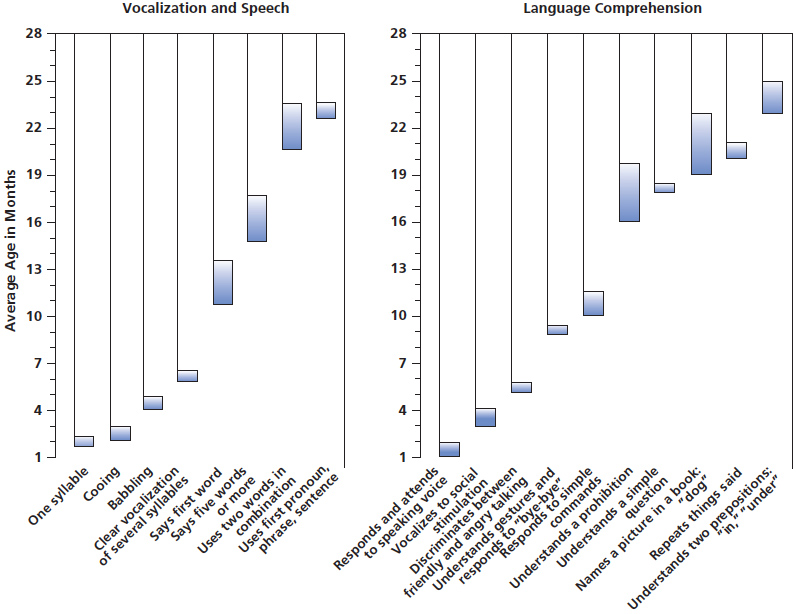 Vocalization and Speech
Average Age in Months
28
25
22
19
16
13
10
7
4
1
One syllable
Cooing
Babbling
Clear vocalization
of several syllables
Says first word
Says five words
or more
Uses two words in
combination
Uses first pronoun,
phrase, sentence
Language Comprehension
28
25
22
19
16
13
10
7
4
1
Responds and attends
to speaking voice
Vocalizes to social
stimulation
Discriminates between
friendly and angry talking
Understands gestures and
responds to “bye-bye”
Responds to simple
commands
Understands a prohibition
Understands a simple
question
Names a picture in a book:
“dog”
Repeats things said
Understands two prepositions:
“in,” “under”